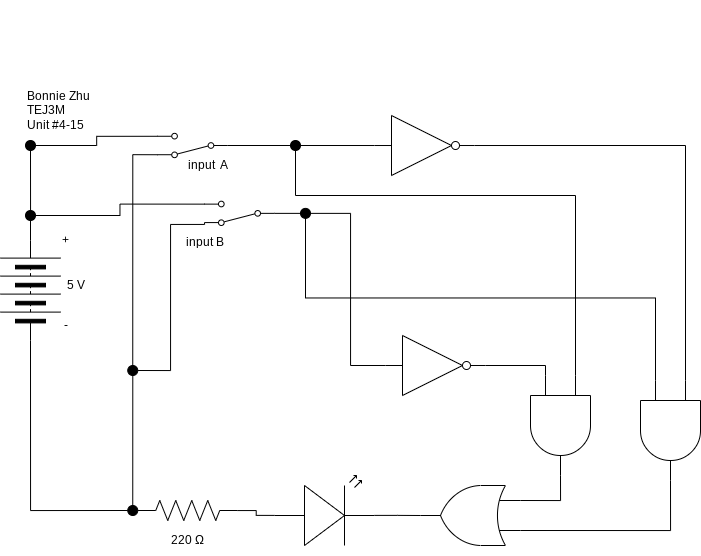 Bonnie Zhu
TEJ3M
Unit #4-15
input A
input B
+
5 V
-
220 Ω